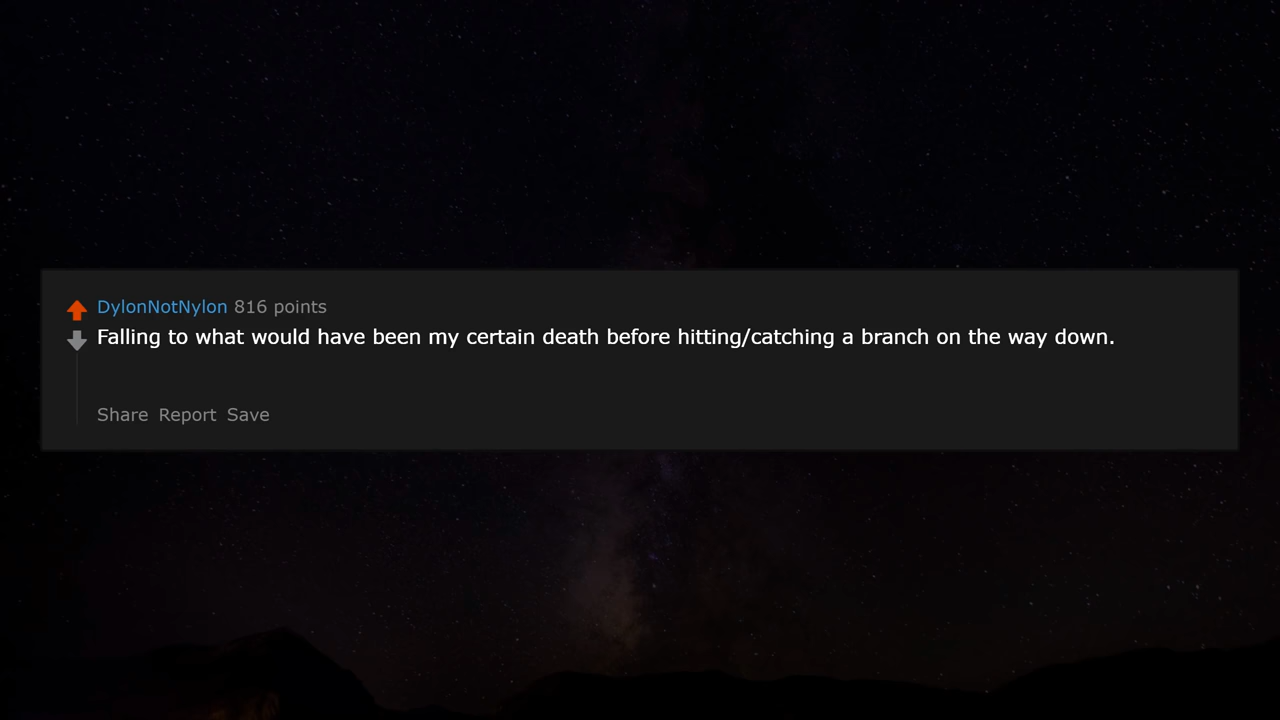 DylonNotNylon 816 points
Falling to what would have been my certain death before hitting/catching a branch on the way down.
Share Report Save